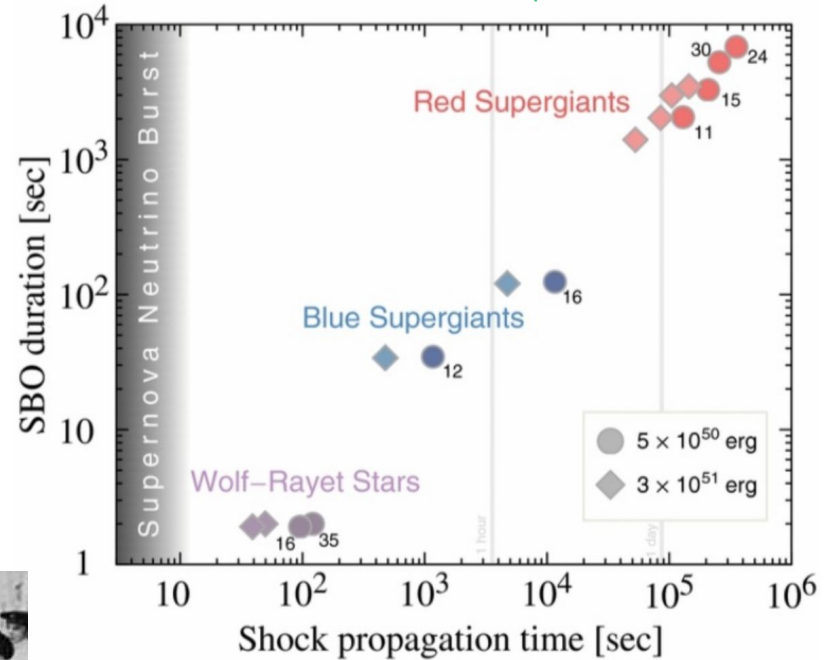 10⁴
30
24
Red Supergiants
15
11
10³
10²
Blue Supergiants
16
12
10
5 × 10⁵⁰ erg
3 × 10⁵¹ erg
Wolf–Rayet Stars
16
35
1
Supernova Neutrino Burst
1 hour
1 day
SBO duration [sec]
10
10²
10³
10⁴
10⁵
10⁶
Shock propagation time [sec]